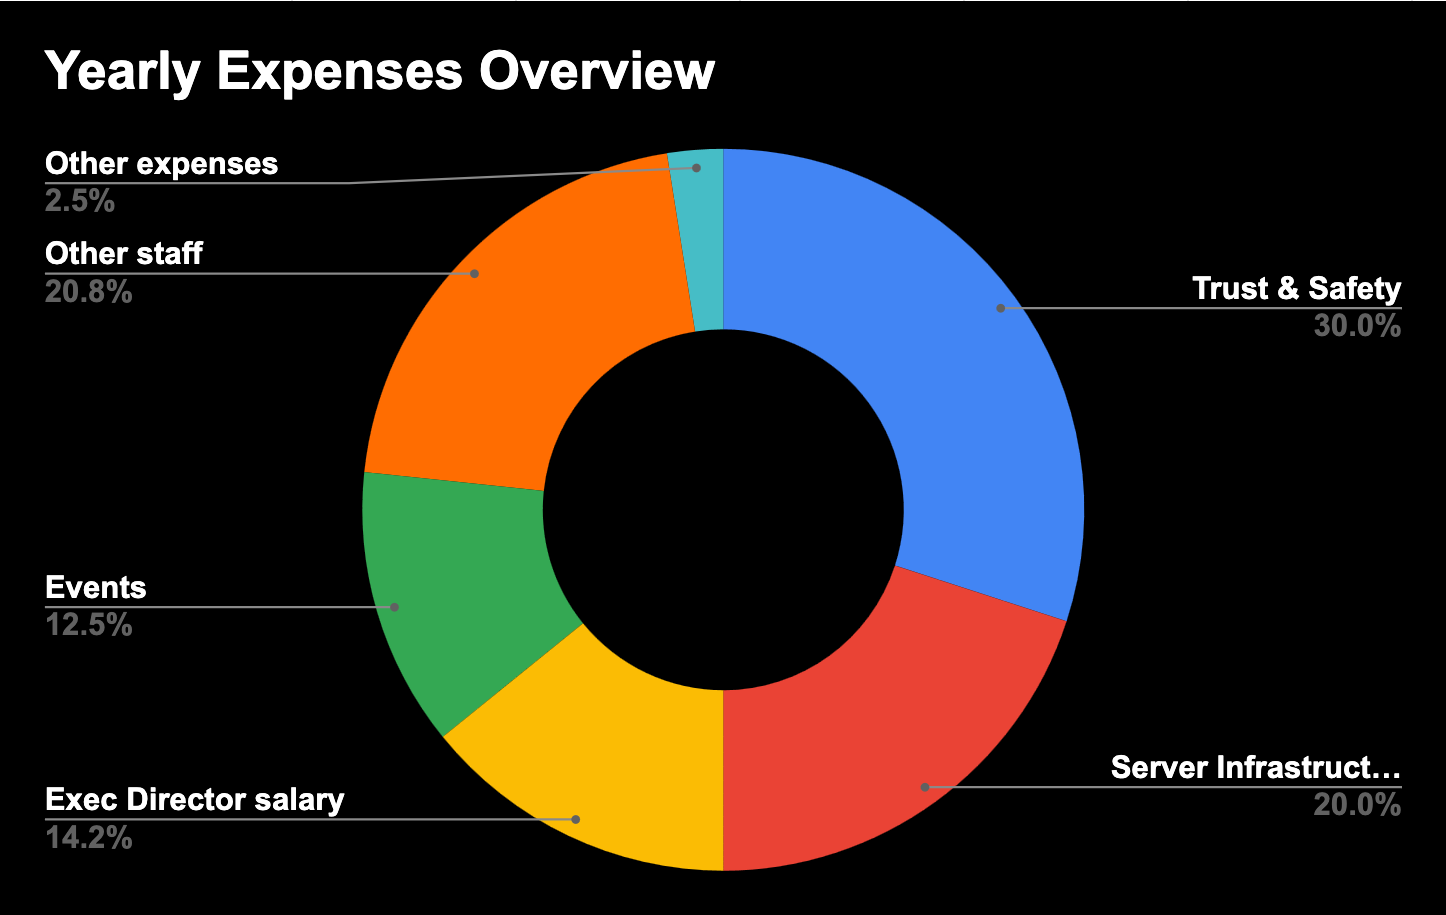 Yearly Expenses Overview
Other expenses
2.5%
Other staff
20.8%
Trust & Safety
30.0%
Events
12.5%
Server Infrastruct…
20.0%
Exec Director salary
14.2%